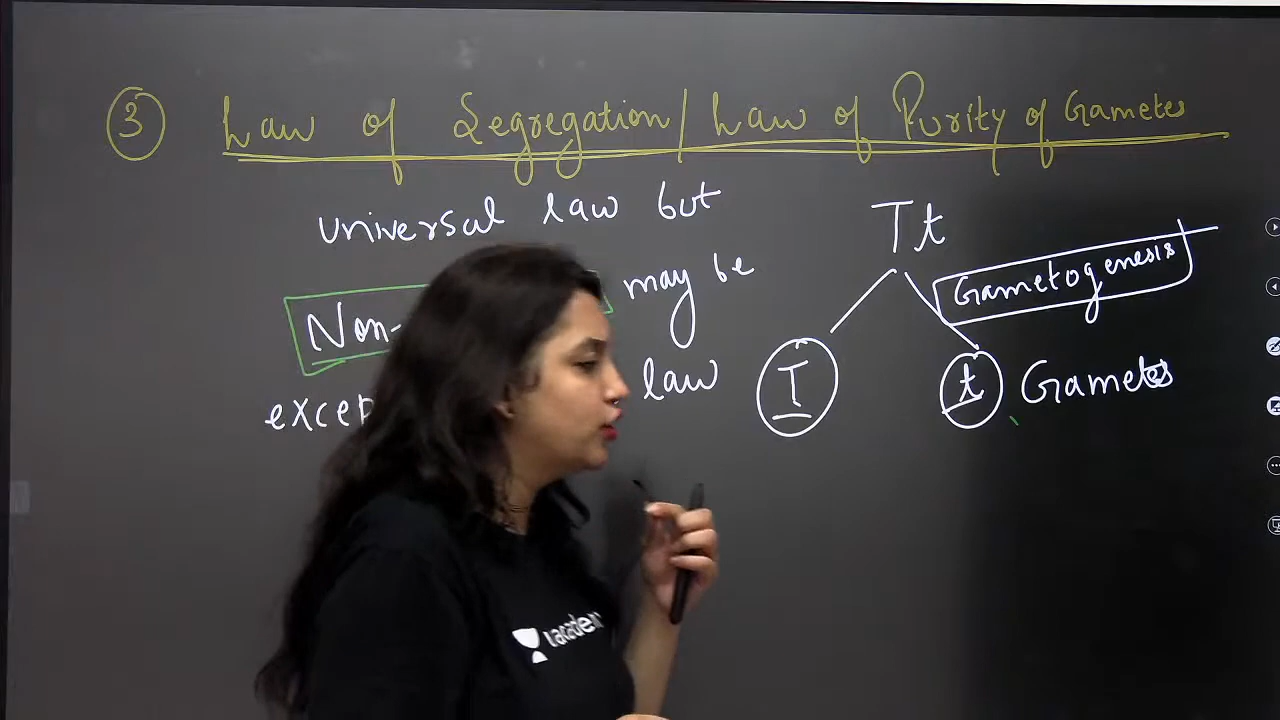 ③ Law of Segregation/Law of Purity of Gametes
universal law but
Non- may be
excep law
Tt
Gametogenesis
T t Gametes
unacademy